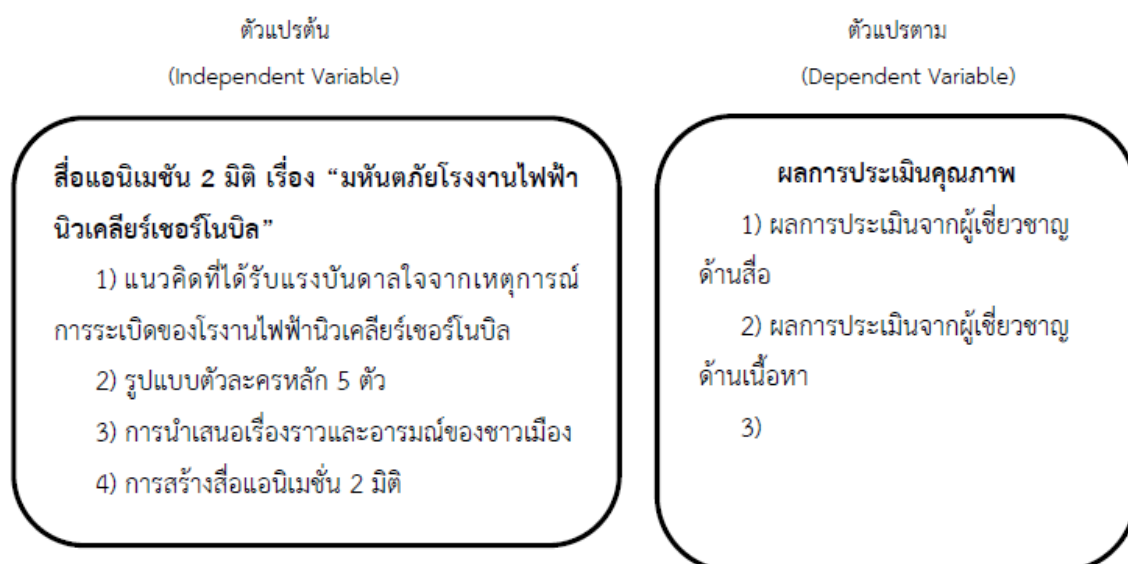 ตัวแปรต้น
(Independent Variable)
สื่อแอนิเมชัน 2 มิติ เรื่อง “มหันตภัยโรงงานไฟฟ้า
นิวเคลียร์เชอร์โนบิล”
1) แนวคิดที่ได้รับแรงบันดาลใจจากเหตุการณ์
การระเบิดของโรงานไฟฟ้านิวเคลียร์เชอร์โนบิล
2) รูปแบบตัวละครหลัก 5 ตัว
3) การนำเสนอเรื่องราวและอารมณ์ของชาวเมือง
4) การสร้างสื่อแอนิเมชั่น 2 มิติ
ตัวแปรตาม
(Dependent Variable)
ผลการประเมินคุณภาพ
1) ผลการประเมินจากผู้เชี่ยวชาญ
ด้านสื่อ
2) ผลการประเมินจากผู้เชี่ยวชาญ
ด้านเนื้อหา
3)